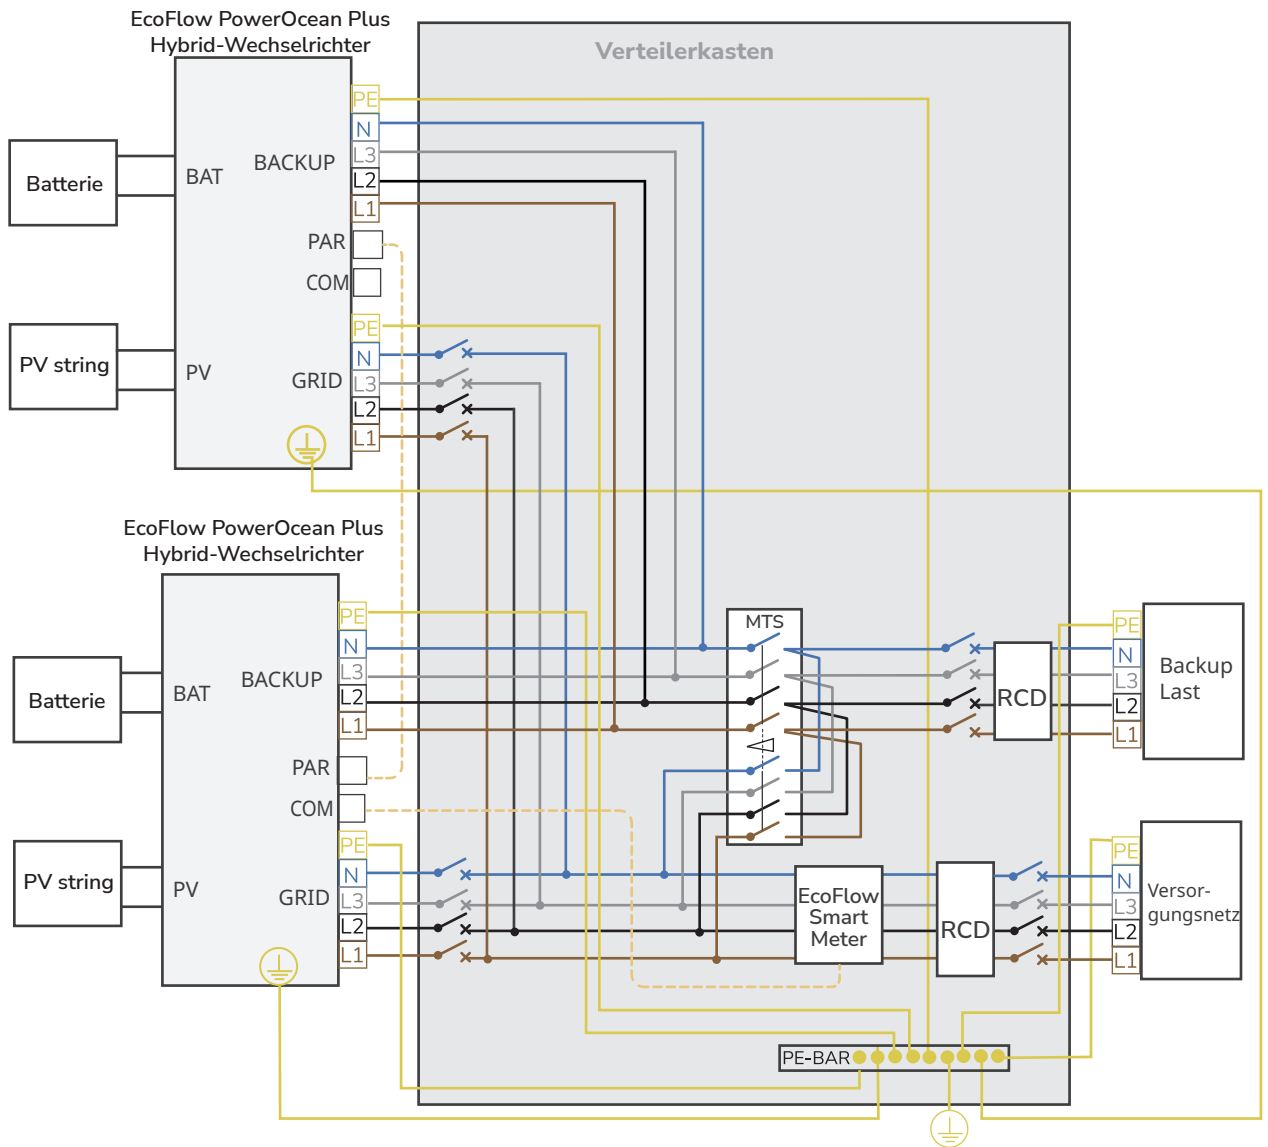 EcoFlow PowerOcean Plus
Hybrid-Wechselrichter
Verteilerkasten
PE
N
L3
L2
L1
BACKUP
BAT
Batterie
PAR
COM
PE
N
L3
L2
L1
GRID
PV
PV string
EcoFlow PowerOcean Plus
Hybrid-Wechselrichter
PE
N
L3
L2
L1
BACKUP
BAT
Batterie
PAR
COM
PE
N
L3
L2
L1
GRID
PV
PV string
MTS
RCD
PE
N
L3
L2
L1
Backup
Last
EcoFlow
Smart
Meter
RCD
PE
N
L3
L2
L1
Versor-
gungsnetz
PE-BAR